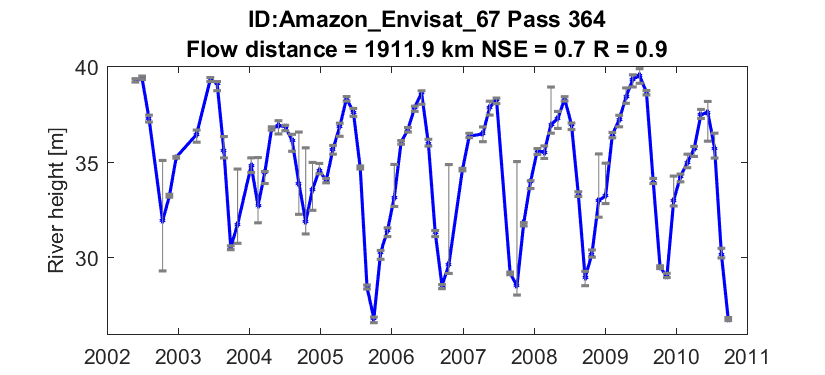 ID:Amazon_Envisat_67 Pass 364
Flow distance = 1911.9 km NSE = 0.7 R = 0.9
40
35
30
River height [m]
2002 2003 2004 2005 2006 2007 2008 2009 2010 2011